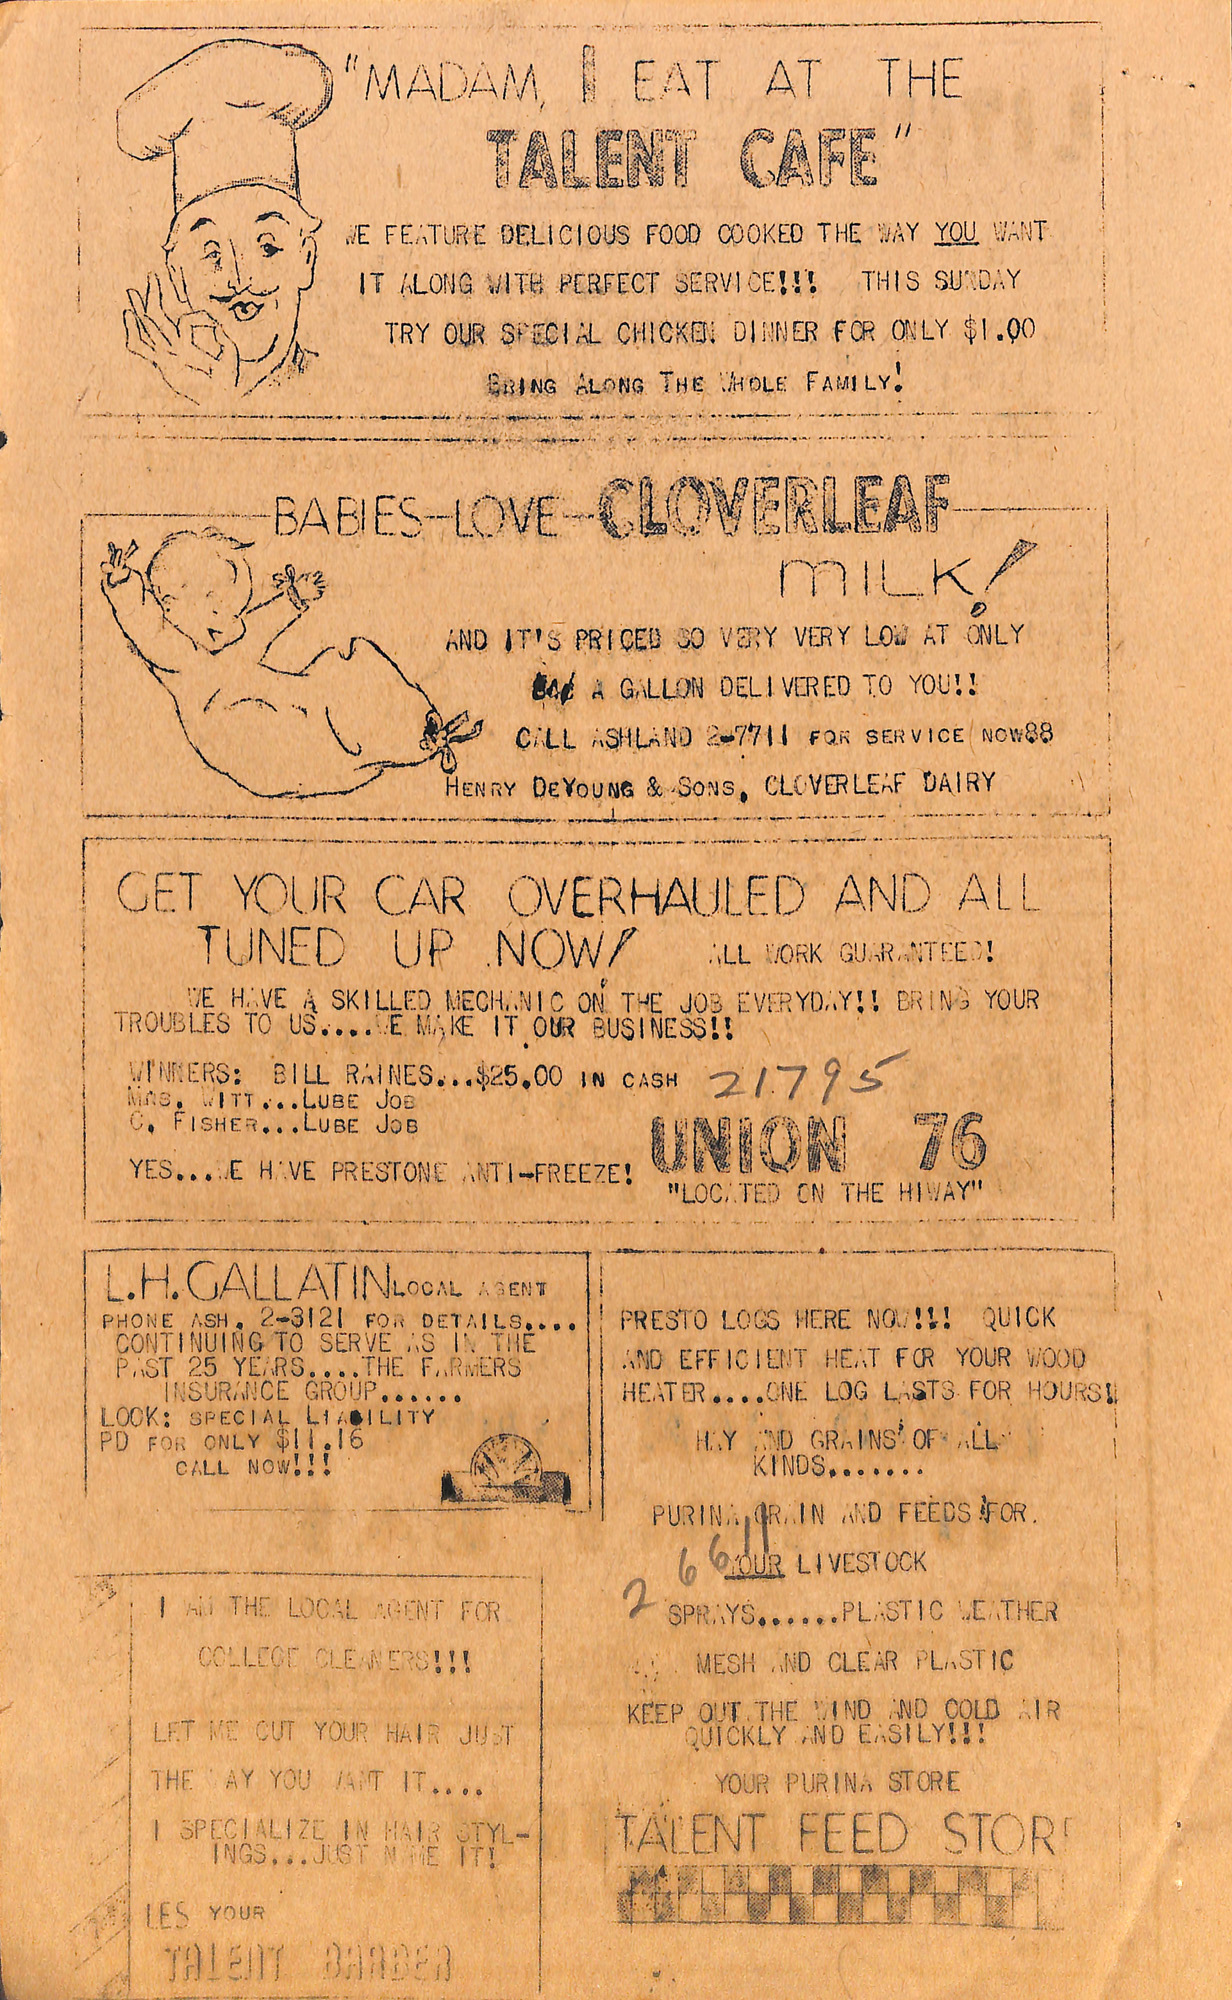 "MADAM, I EAT AT THE
TALENT CAFE"
WE FEATURE DELICIOUS FOOD COOKED THE WAY YOU WANT
IT ALONG WITH PERFECT SERVICE!!! THIS SUNDAY
TRY OUR SPECIAL CHICKEN DINNER FOR ONLY $1.00
BRING ALONG THE WHOLE FAMILY!
BABIES LOVE CLOVERLEAF
MILK!
AND IT'S PRICED SO VERY VERY LOW AT ONLY
A GALLON DELIVERED TO YOU!!
CALL ASHLAND 2-7711 FOR SERVICE NOW88
HENRY DEYOUNG & SONS, CLOVERLEAF DAIRY
GET YOUR CAR OVERHAULED AND ALL
TUNED UP NOW! ALL WORK GUARANTEED!
WE HAVE A SKILLED MECHANIC ON THE JOB EVERYDAY!! BRING YOUR
TROUBLES TO US....WE MAKE IT OUR BUSINESS!!
WINNERS: BILL RAINES...$25.00 IN CASH 21795
MRS. WITT...LUBE JOB
C. FISHER...LUBE JOB
YES...WE HAVE PRESTONE ANTI-FREEZE!
UNION 76
"LOCATED ON THE HIWAY"
L.H. GALLATIN LOCAL AGENT
PHONE ASH. 2-3121 FOR DETAILS....
CONTINUING TO SERVE AS IN THE
PAST 25 YEARS....THE FARMERS
INSURANCE GROUP......
LOOK: SPECIAL LIABILITY
PD FOR ONLY $11.16
CALL NOW!!!
PRESTO LOGS HERE NOW!!! QUICK
AND EFFICIENT HEAT FOR YOUR WOOD
HEATER....ONE LOG LASTS FOR HOURS!!
HAY AND GRAINS OF ALL
KINDS.......
PURINA GRAIN AND FEEDS FOR
YOUR LIVESTOCK
2 6 6 11
SPRAYS......PLASTIC WEATHER
MESH AND CLEAR PLASTIC
KEEP OUT THE WIND AND COLD AIR
QUICKLY AND EASILY!!!
YOUR PURINA STORE
TALENT FEED STORE
I AM THE LOCAL AGENT FOR
COLLEGE CLEANERS!!!
LET ME CUT YOUR HAIR JUST
THE WAY YOU WANT IT....
I SPECIALIZE IN HAIR STYL-
INGS...JUST NAME IT!
LES YOUR
TALENT BARBER